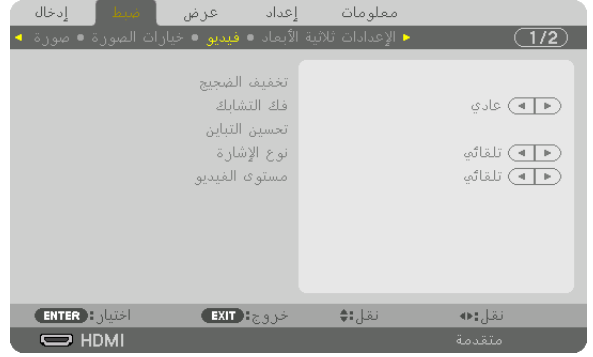 إدخال ضبط عرض إعداد معلومات
صورة ● خيارات الصورة ● فيديو ● الإعدادات ثلاثية الأبعاد 1/2
تخفيف الضجيج
فك التشابك عادي
تحسين التباين
نوع الإشارة تلقائي
مستوى الفيديو تلقائي
ENTER: اختيار EXIT: خروج نقل: نقل:
HDMI متقدمة